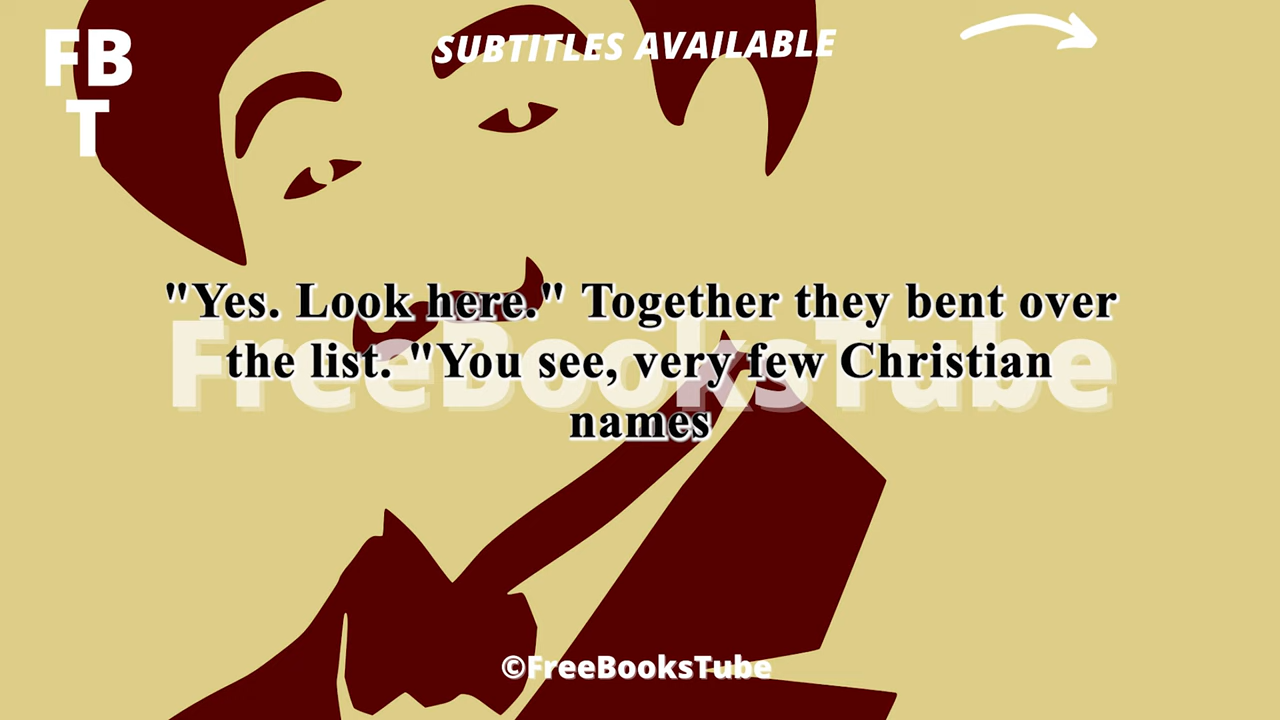 FB
T
SUBTITLES AVAILABLE
"Yes. Look here." Together they bent over
the list. "You see, very few Christian
names
FreeBooksTube
©FreeBooksTube